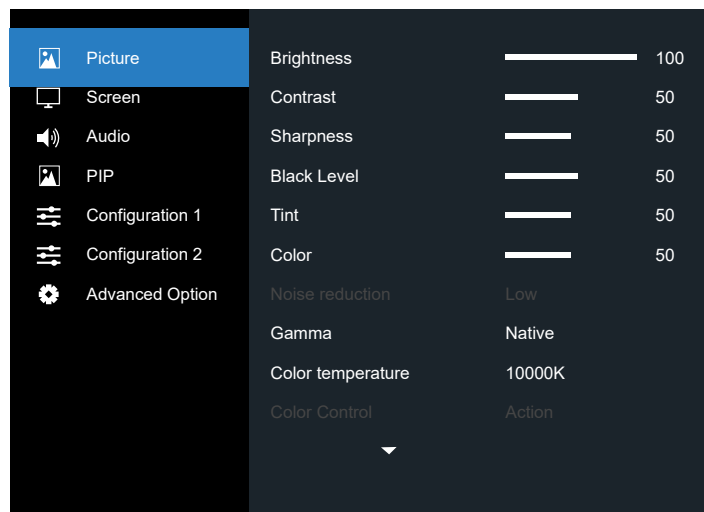 Picture
Screen
Audio
PIP
Configuration 1
Configuration 2
Advanced Option
Brightness 100
Contrast 50
Sharpness 50
Black Level 50
Tint 50
Color 50
Noise reduction Low
Gamma Native
Color temperature 10000K
Color Control Action